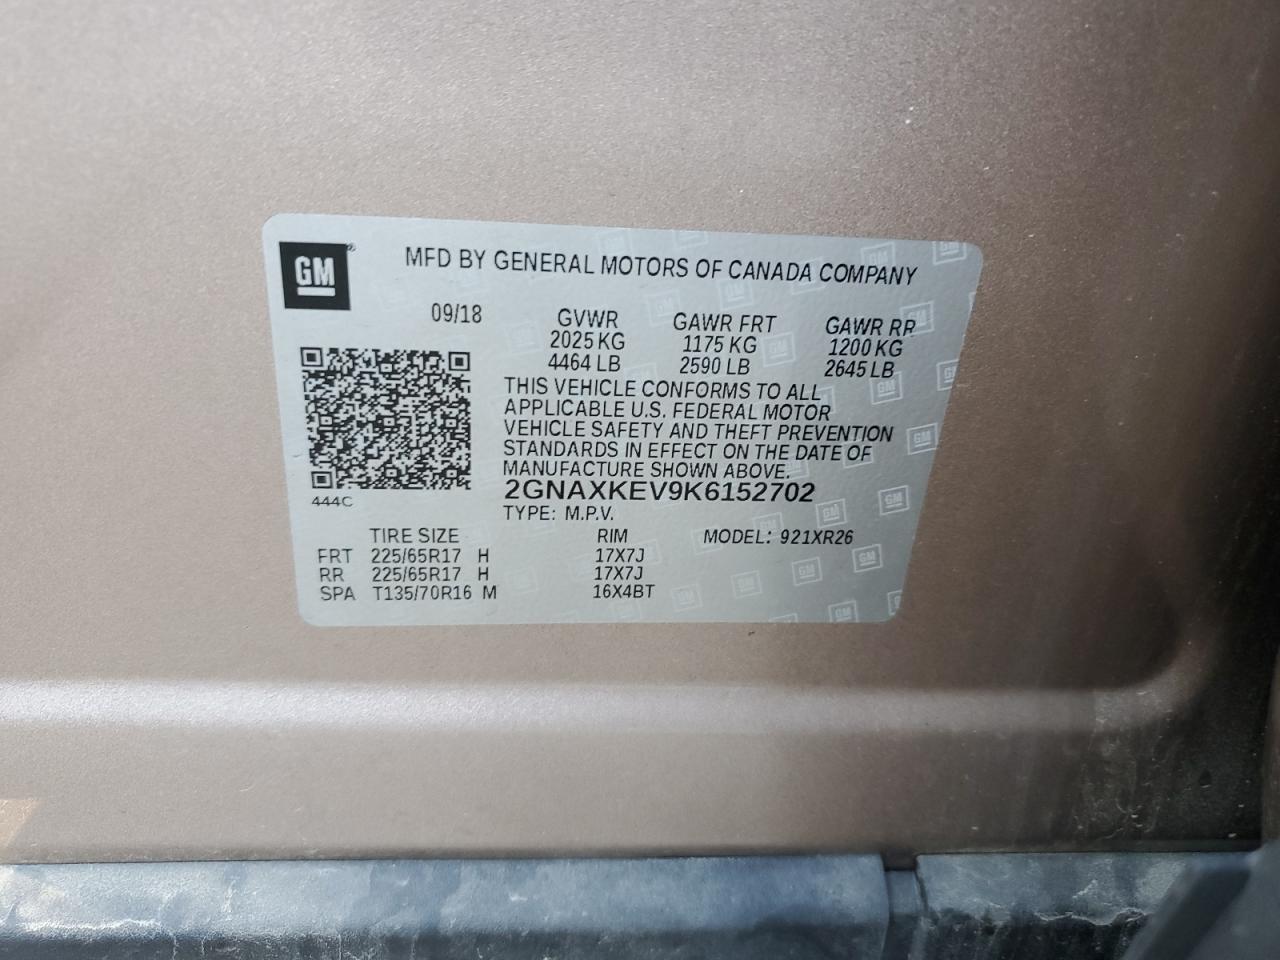 GM
MFD BY GENERAL MOTORS OF CANADA COMPANY
09/18
GVWR GAWR FRT GAWR RR
2025 KG 1175 KG 1200 KG
4464 LB 2590 LB 2645 LB
THIS VEHICLE CONFORMS TO ALL
APPLICABLE U.S. FEDERAL MOTOR
VEHICLE SAFETY AND THEFT PREVENTION
STANDARDS IN EFFECT ON THE DATE OF
MANUFACTURE SHOWN ABOVE.
2GNAXKEV9K6152702
444C
TYPE: M.P.V.
TIRE SIZE RIM MODEL: 921XR26
FRT 225/65R17 H 17X7J
RR 225/65R17 H 17X7J
SPA T135/70R16 M 16X4BT